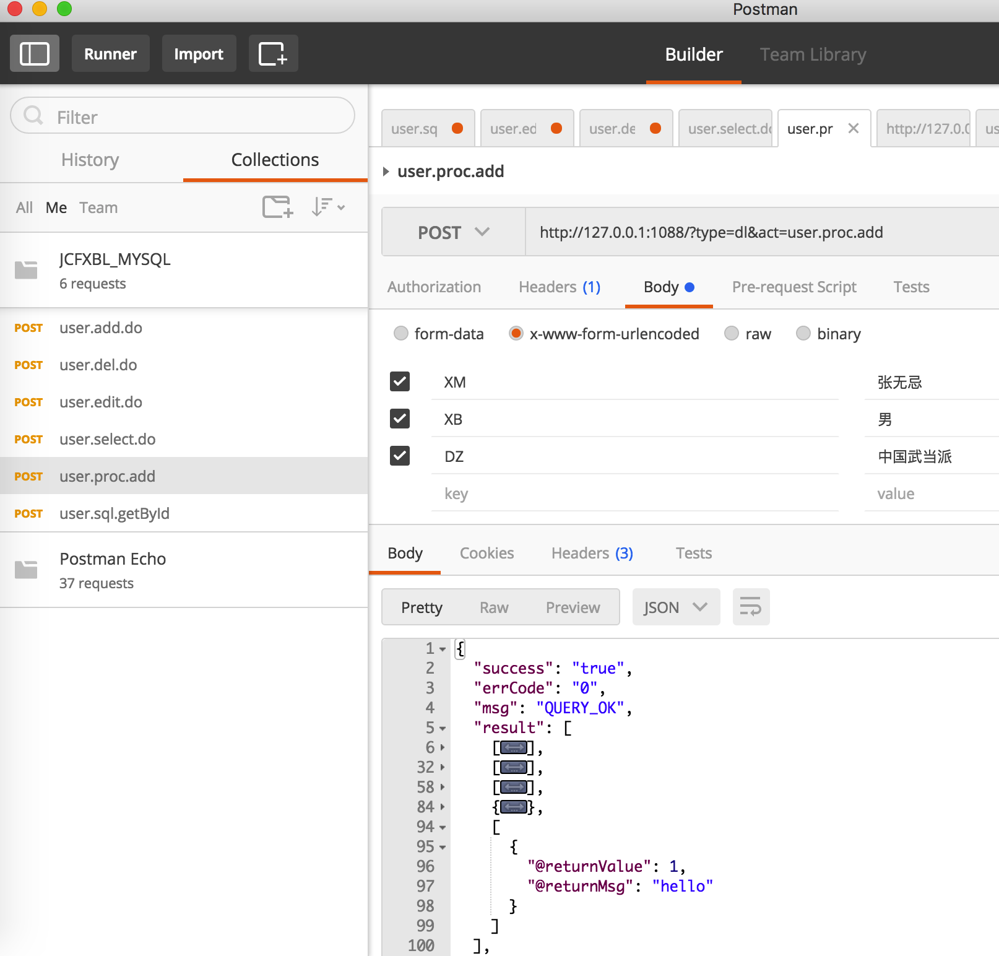 Postman
Runner Import Builder Team Library
Filter
History Collections
All Me Team
JCFXBL_MYSQL
6 requests
POST user.add.do
POST user.del.do
POST user.edit.do
POST user.select.do
POST user.proc.add
POST user.sql.getById
Postman Echo
37 requests
user.sq user.ed user.de user.select.do user.pr http://127.0.0 us
user.proc.add
POST http://127.0.0.1:1088/?type=dl&act=user.proc.add
Authorization Headers (1) Body Pre-request Script Tests
form-data x-www-form-urlencoded raw binary
XM 张无忌
XB 男
DZ 中国武当派
key value
Body Cookies Headers (3) Tests
Pretty Raw Preview JSON
1 {
2 "success": "true",
3 "errCode": "0",
4 "msg": "QUERY_OK",
5 "result": [
6 [↔],
32 [↔],
58 [↔],
84 {↔},
94 [
95 {
96 "@returnValue": 1,
97 "@returnMsg": "hello"
98 }
99 ]
100 ],